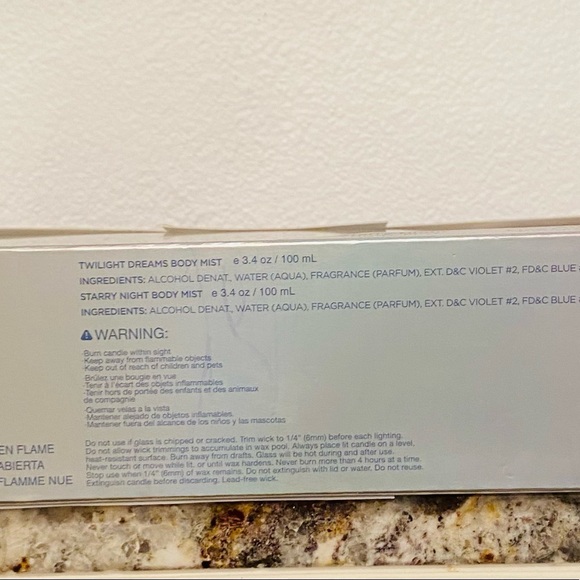 TWILIGHT DREAMS BODY MIST e 3.4 oz / 100 mL
INGREDIENTS: ALCOHOL DENAT., WATER (AQUA), FRAGRANCE (PARFUM), EXT. D&C VIOLET #2, FD&C BLUE
STARRY NIGHT BODY MIST e 3.4 oz / 100 mL
INGREDIENTS: ALCOHOL DENAT., WATER (AQUA), FRAGRANCE (PARFUM), EXT. D&C VIOLET #2, FD&C BLUE
WARNING:
-Burn candle within sight
-Keep away from flammable objects
-Keep out of reach of children and pets
-Brûlez une bougie en vue
-Tenir à l'écart des objets inflammables
-Tenir hors de portée des enfants et des animaux
de compagnie
-Quemar velas a la vista
-Mantener alejado de objetos inflamables.
-Mantener fuera del alcance de los niños y las mascotas
EN FLAME
ABIERTA
FLAMME NUE
Do not use if glass is chipped or cracked. Trim wick to 1/4" (6mm) before each lighting.
Do not allow wick trimmings to accumulate in wax pool. Always place lit candle on a level,
heat-resistant surface. Burn away from drafts. Glass will be hot during and after use.
Never touch or move while lit, or until wax hardens. Never burn more than 4 hours at a time.
Stop use when 1/4" (6mm) of wax remains. Do not extinguish with lid or water. Do not reuse.
Extinguish candle before discarding. Lead-free wick.